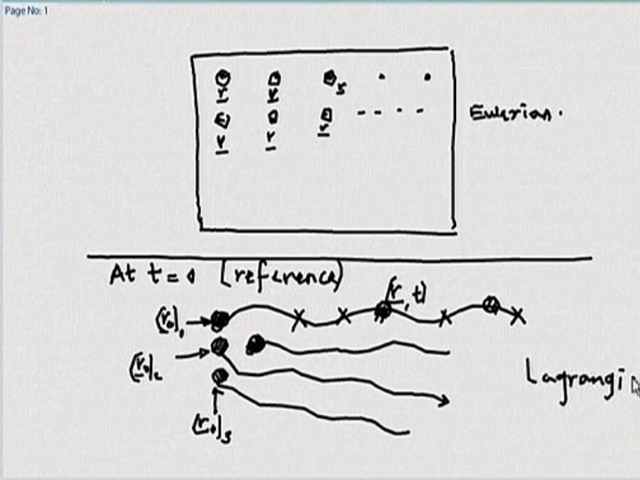 Page No: 1
r r s
r r r
Eulerian.
At t = 0 (reference)
(r, t)
(r₀)₁
(r₀)₂
(r₀)₃
Lagrangi